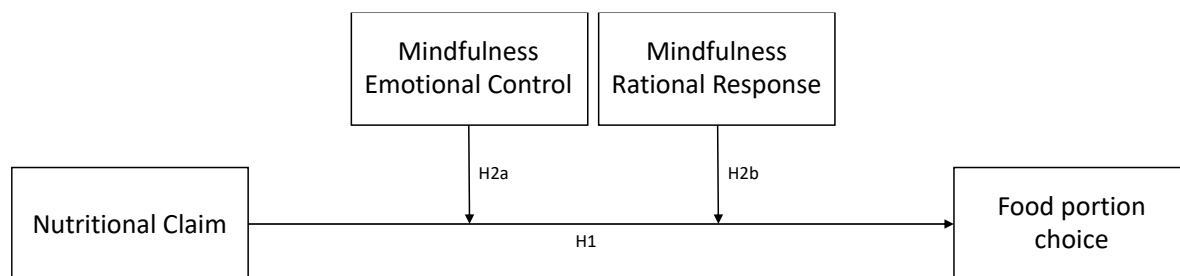 Mindfulness
Emotional Control
Mindfulness
Rational Response
H2a
H2b
Nutritional Claim
H1
Food portion
choice